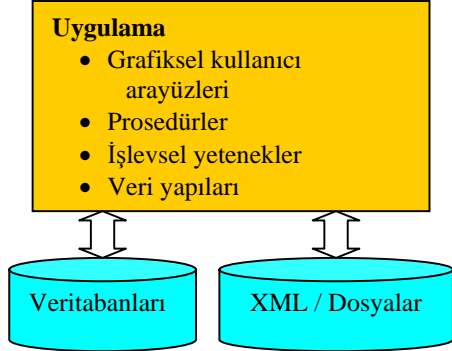 Uygulama
• Grafiksel kullanıcı
arayüzleri
• Prosedürler
• İşlevsel yetenekler
• Veri yapıları
Veritabanları
XML / Dosyalar